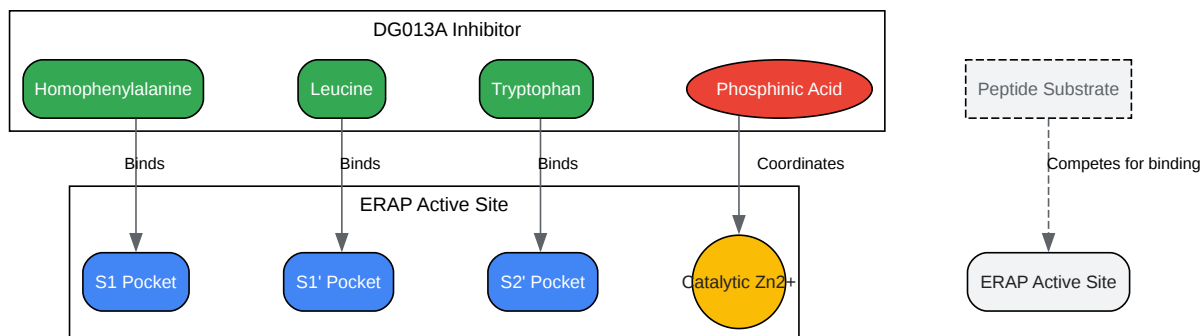 DG013A Inhibitor
Homophenylalanine
Leucine
Tryptophan
Phosphinic Acid
Peptide Substrate
Binds
Binds
Binds
Coordinates
Competes for binding
ERAP Active Site
S1 Pocket
S1' Pocket
S2' Pocket
Catalytic Zn2+
ERAP Active Site